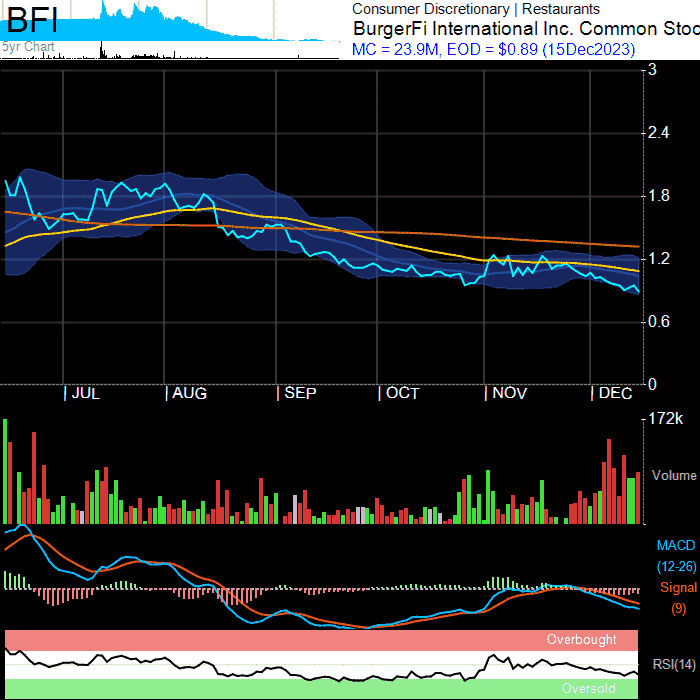 BFI
5yr Chart
Consumer Discretionary | Restaurants
BurgerFi International Inc. Common Stoc
MC = 23.9M, EOD = $0.89 (15Dec2023)
3
2.4
1.8
1.2
0.6
0
JUL AUG SEP OCT NOV DEC
172k
Volume
MACD
(12-26)
Signal
(9)
Overbought
RSI(14)
Oversold